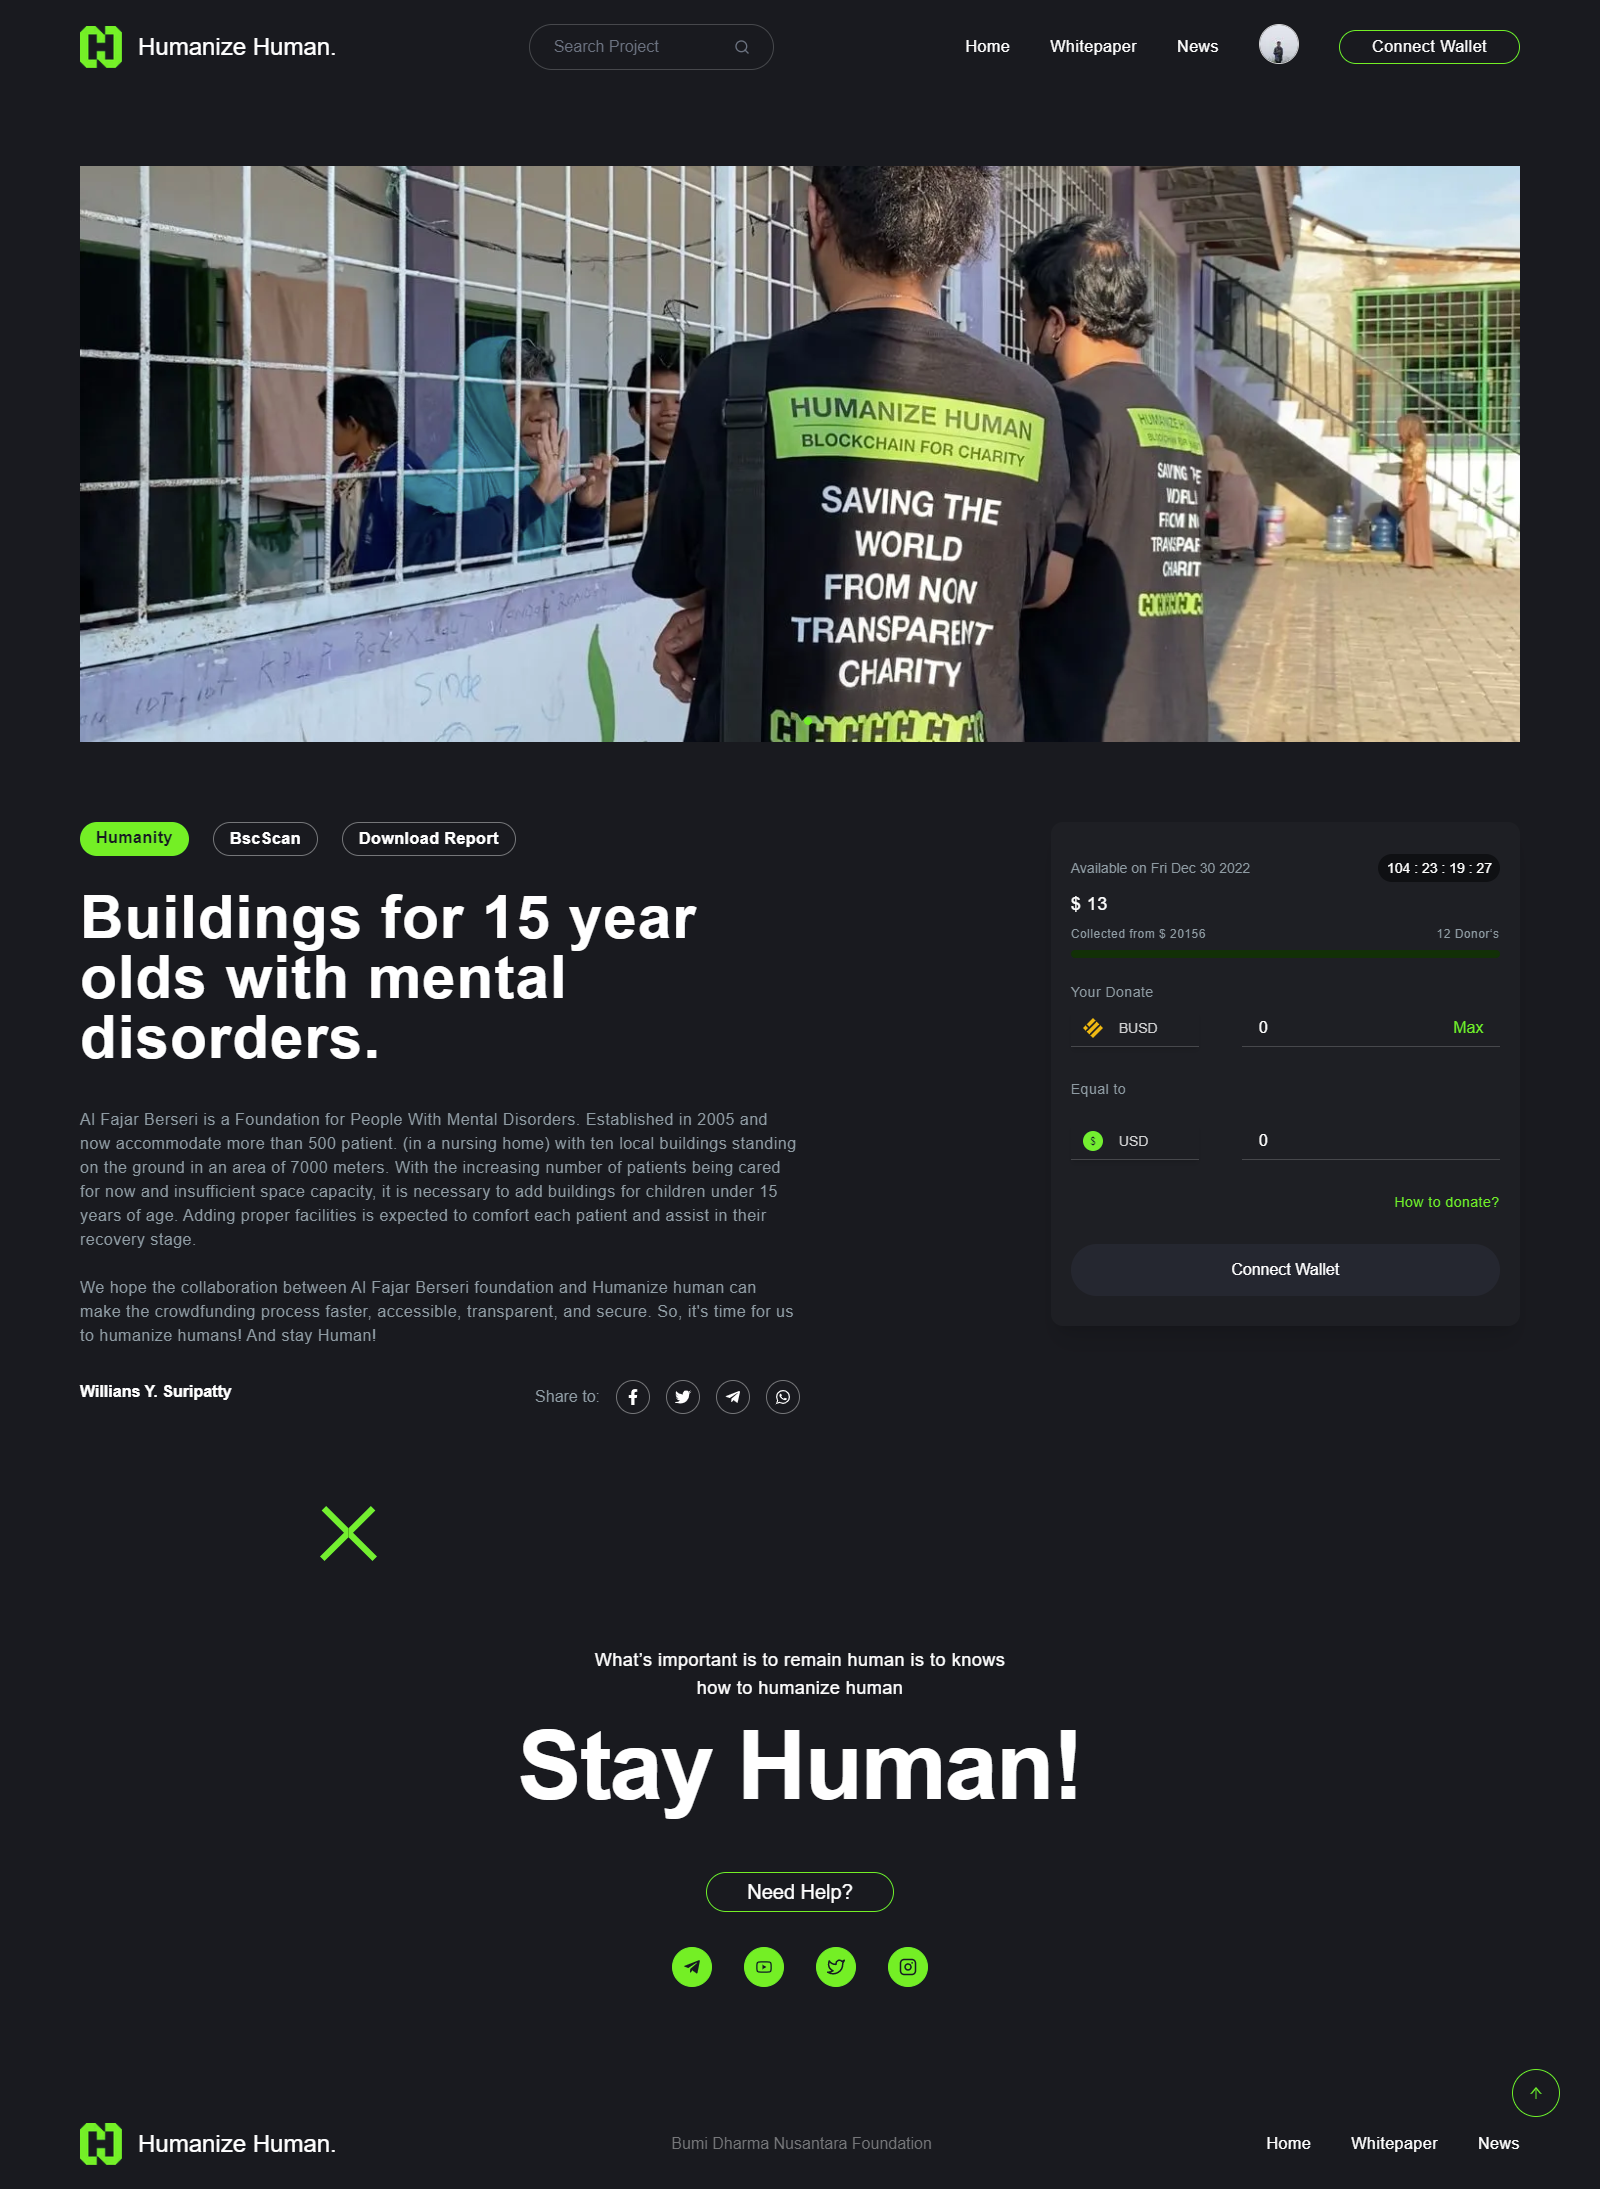 Humanize Human.
Search Project
Home
Whitepaper
News
Connect Wallet
HUMANIZE HUMAN
BLOCKCHAIN FOR CHARITY
SAVING THE
WORLD
FROM NON
TRANSPARENT
CHARITY
Sinde
Humanity
BscScan
Download Report
Buildings for 15 year
olds with mental
disorders.
Al Fajar Berseri is a Foundation for People With Mental Disorders. Established in 2005 and
now accommodate more than 500 patient. (in a nursing home) with ten local buildings standing
on the ground in an area of 7000 meters. With the increasing number of patients being cared
for now and insufficient space capacity, it is necessary to add buildings for children under 15
years of age. Adding proper facilities is expected to comfort each patient and assist in their
recovery stage.
We hope the collaboration between Al Fajar Berseri foundation and Humanize human can
make the crowdfunding process faster, accessible, transparent, and secure. So, it's time for us
to humanize humans! And stay Human!
Willians Y. Suripatty
Share to:
Available on Fri Dec 30 2022
104 : 23 : 19 : 27
$ 13
Collected from $ 20156
12 Donor's
Your Donate
BUSD
0
Max
Equal to
$
USD
0
How to donate?
Connect Wallet
What's important is to remain human is to knows
how to humanize human
Stay Human!
Need Help?
Humanize Human.
Bumi Dharma Nusantara Foundation
Home
Whitepaper
News